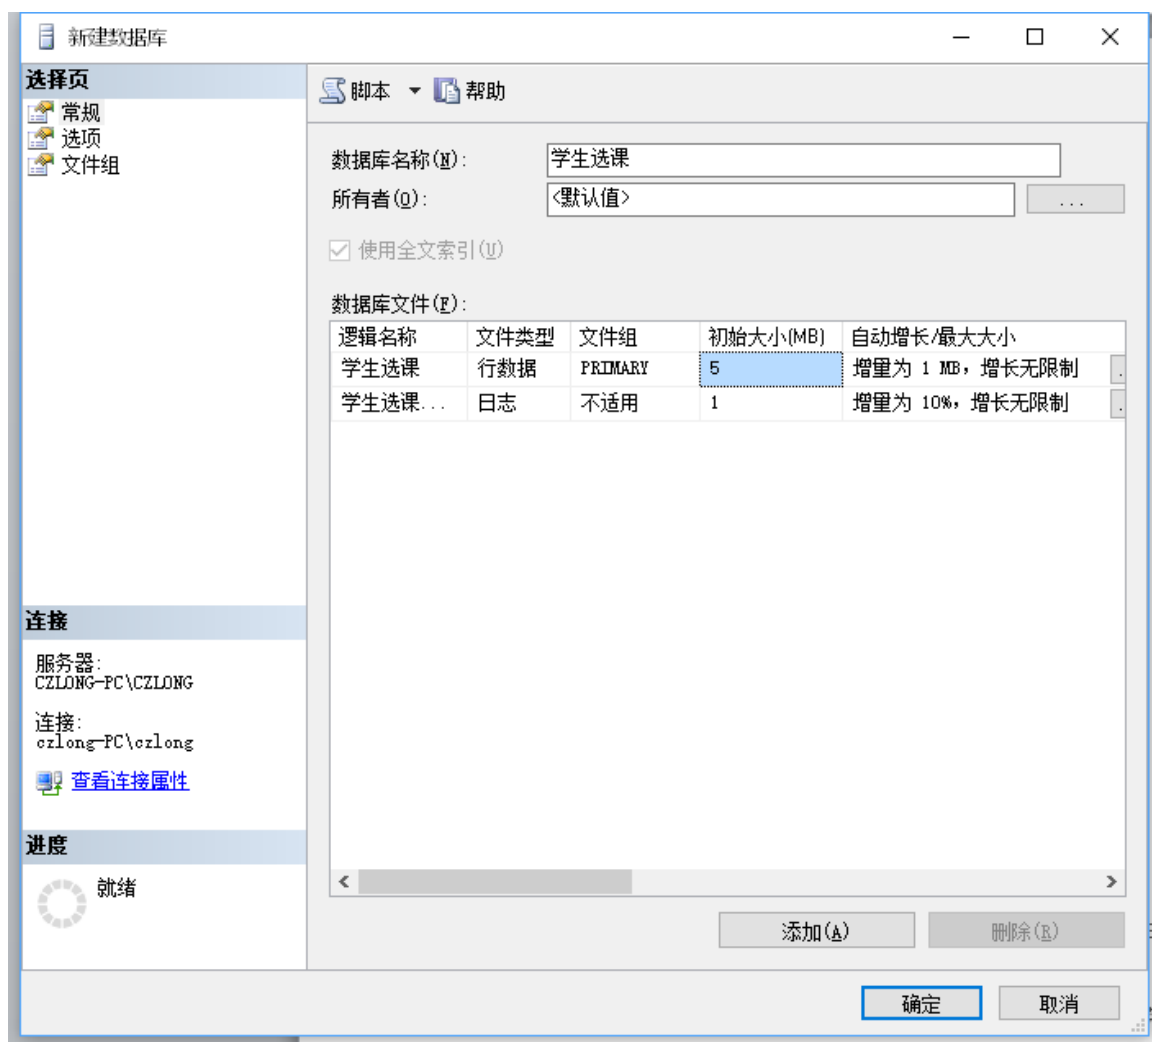 新建数据库
选择页
常规
选项
文件组
脚本 帮助
数据库名称(N): 学生选课
所有者(O): <默认值> ...
使用全文索引(U)
数据库文件(F):
逻辑名称 文件类型 文件组 初始大小(MB) 自动增长/最大大小
学生选课 行数据 PRIMARY 5 增量为 1 MB，增长无限制
学生选课... 日志 不适用 1 增量为 10%，增长无限制
连接
服务器:
CZLONG-PC\CZLONG
连接:
czlong-PC\czlong
查看连接属性
进度
就绪
添加(A) 删除(R)
确定 取消